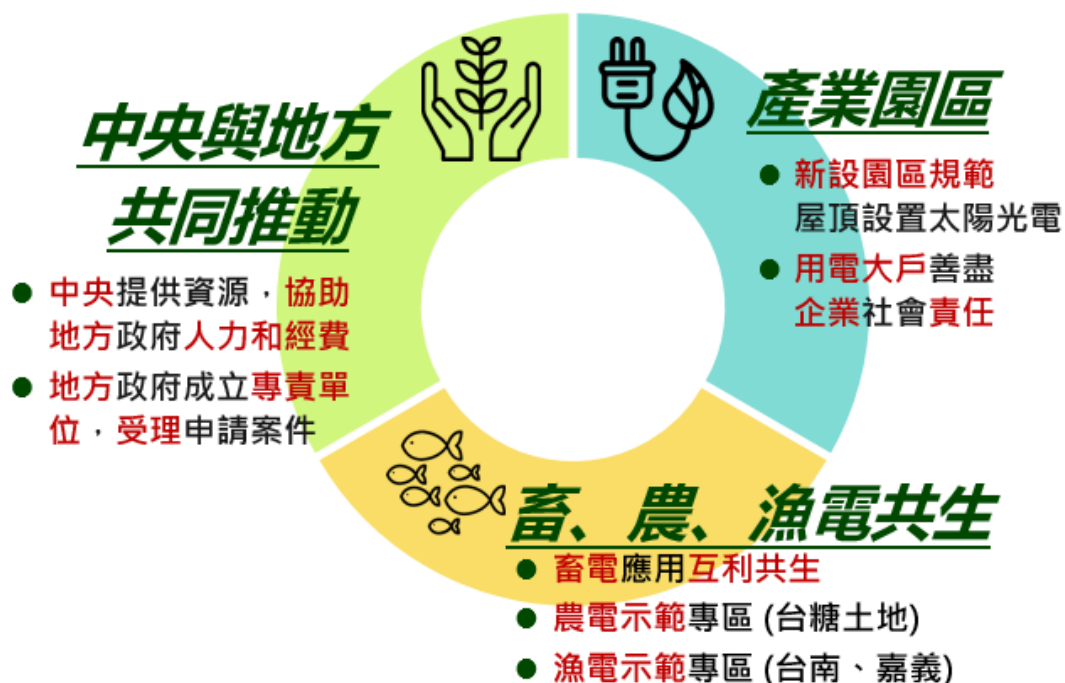 中央與地方
共同推動
● 中央提供資源，協助
地方政府人力和經費
● 地方政府成立專責單
位，受理申請案件
產業園區
● 新設園區規範
屋頂設置太陽光電
● 用電大戶善盡
企業社會責任
畜、農、漁電共生
● 畜電應用互利共生
● 農電示範專區 (台糖土地)
● 漁電示範專區 (台南、嘉義)